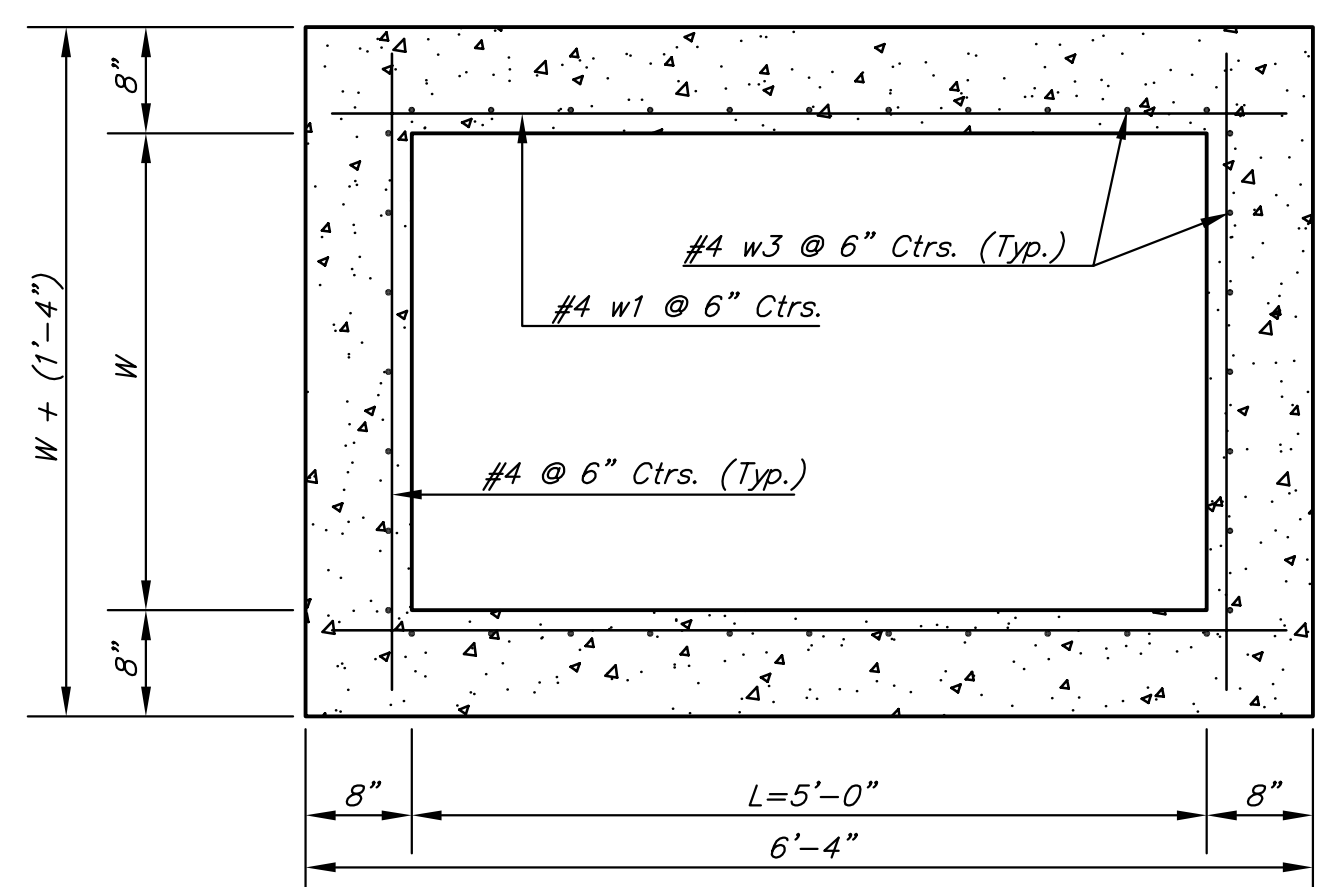 8”
#4 w3 @ 6” Ctrs. (Typ.)
#4 w1 @ 6” Ctrs.
W + (1’-4”)
W
#4 @ 6” Ctrs. (Typ.)
8”
8”
L=5’-0”
8”
6’-4”